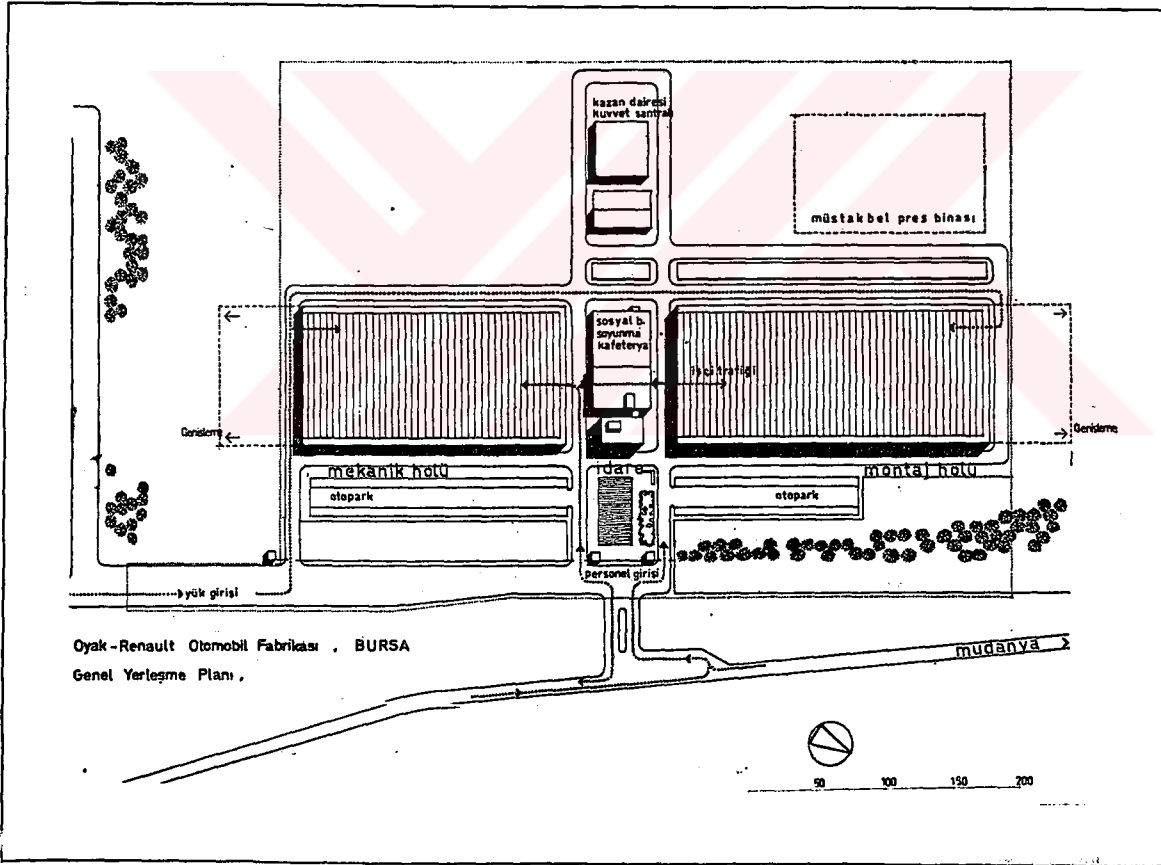 kazan dairesi
kuvvet santralı
müstakbel pres binası
sosyal b.
soyunma
kafeterya
işçi trafiği
Genişleme
Genişleme
mekanik holü
idare
montaj holü
otopark
otopark
personel girişi
yük girişi
Oyak-Renault Otomobil Fabrikası , BURSA
Genel Yerleşme Planı ,
mudanya
50 100 150 200